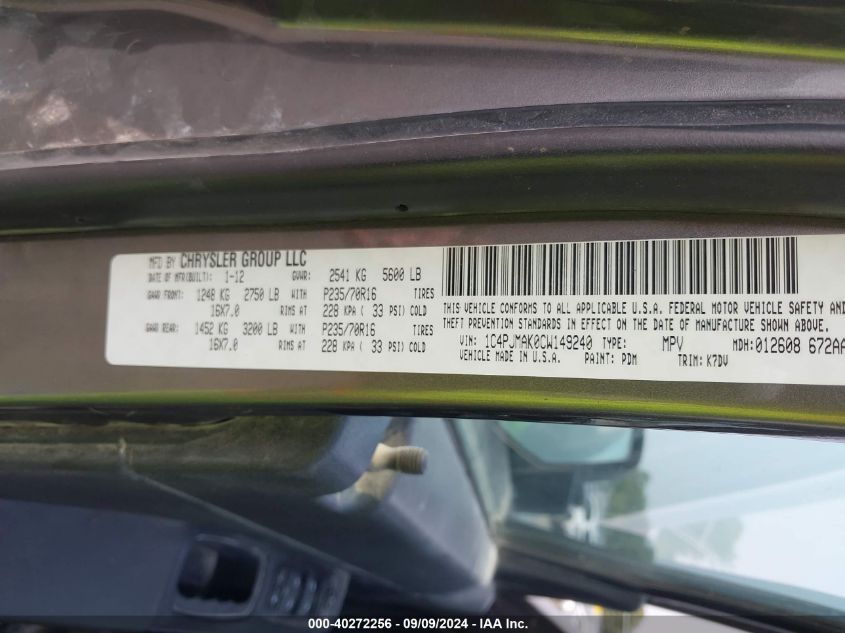 MFD BY CHRYSLER GROUP LLC
DATE OF MFR(BUILT): 1-12 GVWR: 2541 KG 5600 LB
GAWR FRONT: 1248 KG 2750 LB WITH P235/70R16 TIRES
16X7.0 RIMS AT 228 KPA ( 33 PSI) COLD
GAWR REAR: 1452 KG 3200 LB WITH P235/70R16 TIRES
16X7.0 RIMS AT 228 KPA ( 33 PSI) COLD
THIS VEHICLE CONFORMS TO ALL APPLICABLE U.S.A. FEDERAL MOTOR VEHICLE SAFETY AND
THEFT PREVENTION STANDARDS IN EFFECT ON THE DATE OF MANUFACTURE SHOWN ABOVE.
VIN: 1C4PJMAK0CW149240 TYPE: MPV MDH: 012608 672AA
VEHICLE MADE IN U.S.A. PAINT: PDM TRIM: K7DV
000-40272256 - 09/09/2024 - IAA Inc.